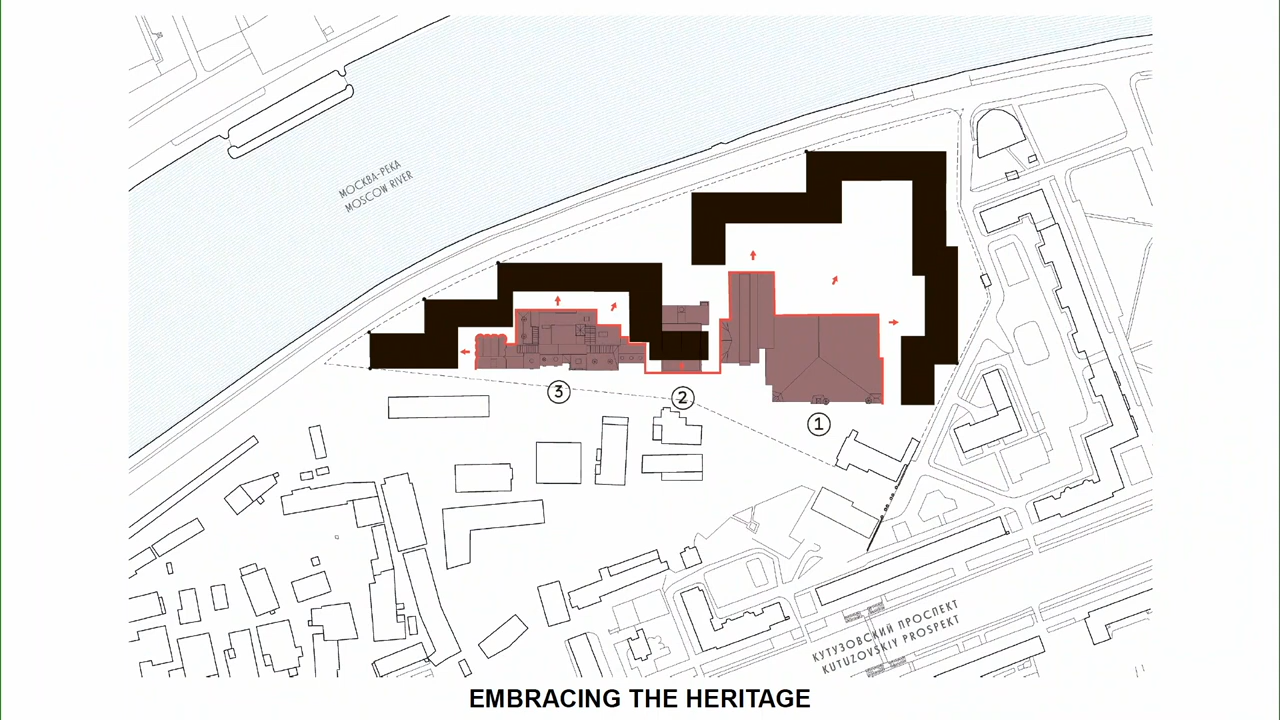 МОСКВА-РЕКА
MOSCOW RIVER
3
2
1
КУТУЗОВСКИЙ ПРОСПЕКТ
KUTUZOVSKIY PROSPEKT
EMBRACING THE HERITAGE